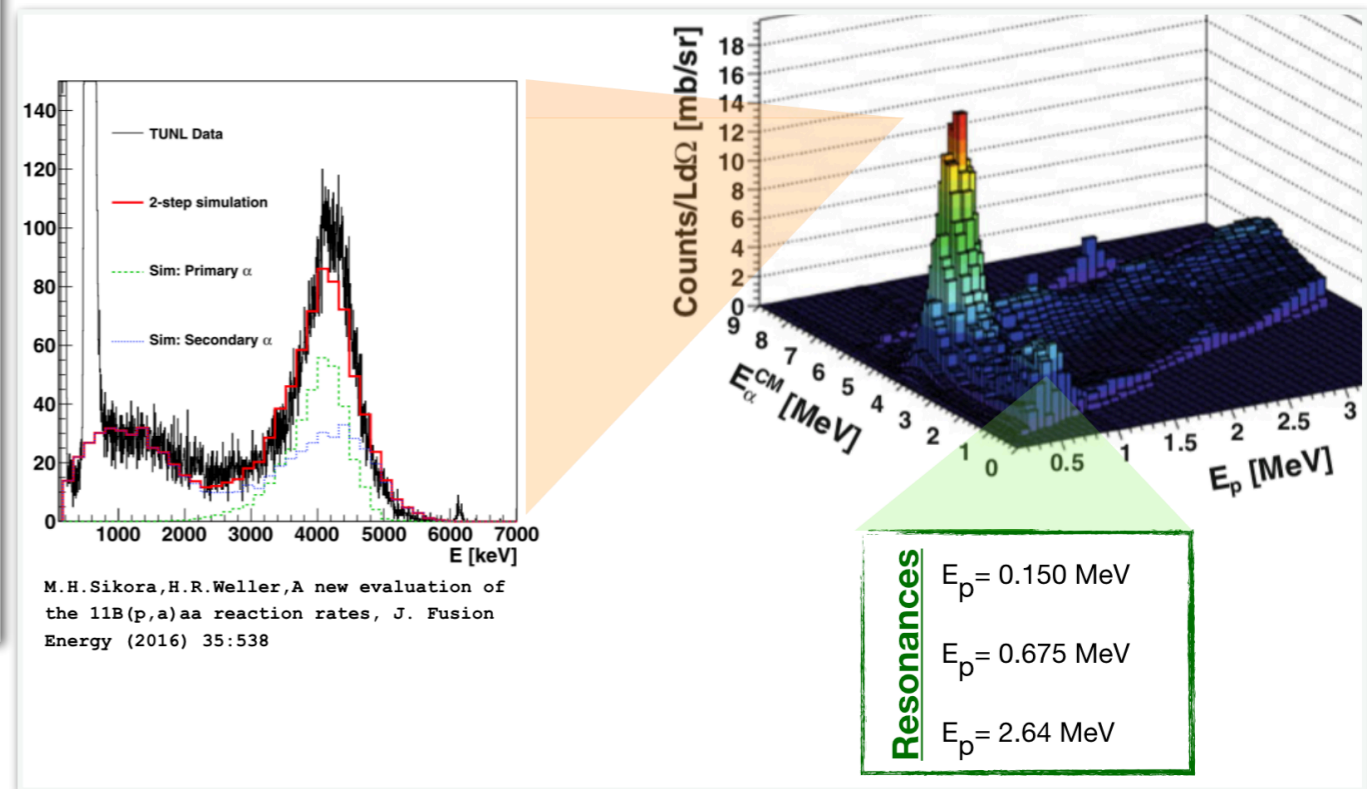 140
120
100
80
60
40
20
0
1000 2000 3000 4000 5000 6000 7000
E [keV]
TUNL Data
2-step simulation
Sim: Primary α
Sim: Secondary α
M.H.Sikora,H.R.Weller,A new evaluation of
the 11B(p,a)aa reaction rates, J. Fusion
Energy (2016) 35:538
Counts/LdΩ [mb/sr]
18
16
14
12
10
8
6
4
2
0
9 8 7 6 5 4 3 2 1 0
E_α^CM [MeV]
0.5 1 1.5 2 2.5 3
E_p [MeV]
Resonances
E_p= 0.150 MeV
E_p= 0.675 MeV
E_p= 2.64 MeV